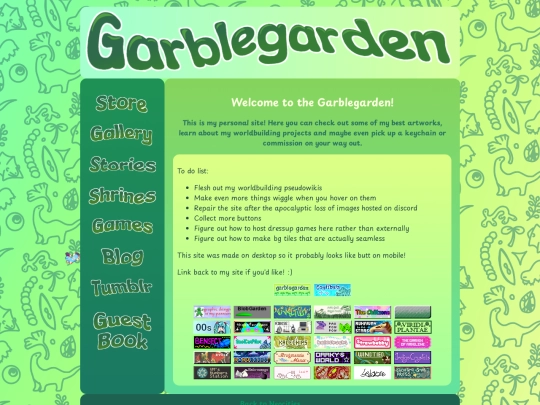 Garblegarden
Store
Gallery
Stories
Shrines
Games
Blog
Tumblr
Guest
Book
Welcome to the Garblegarden!
This is my personal site! Here you can check out some of my best artworks,
learn about my worldbuilding projects and maybe even pick up a keychain or
commission on your way out.
To do list:
Flesh out my worldbuilding pseudowikis
Make even more things wiggle when you hover on them
Repair the site after the apocalyptic loss of images hosted on discord
Collect more buttons
Figure out how to host dressup games here rather than externally
Figure out how to make bg tiles that are actually seamless
This site was made on desktop so it probably looks like butt on mobile!
Link back to my site if you'd like! :)
garblegarden
00s
VIRIDI
PLANTAE